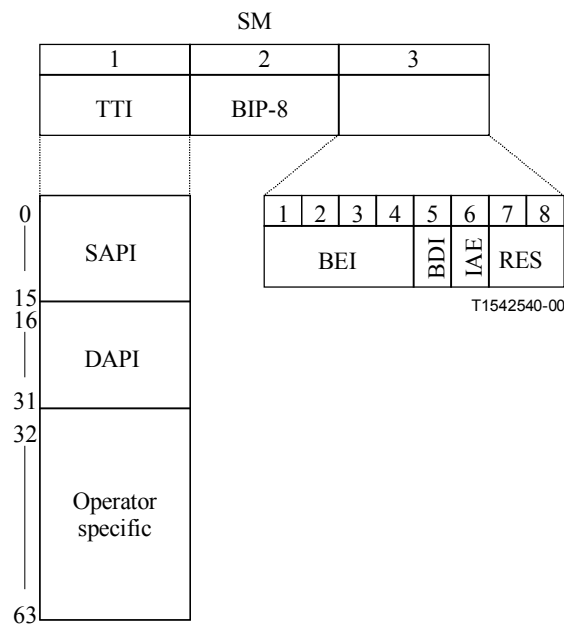 SM
1 2 3
TTI BIP-8
0 1 2 3 4 5 6 7 8
SAPI BEI BDI IAE RES
15 T1542540-00
16
DAPI
31
32
Operator
specific
63